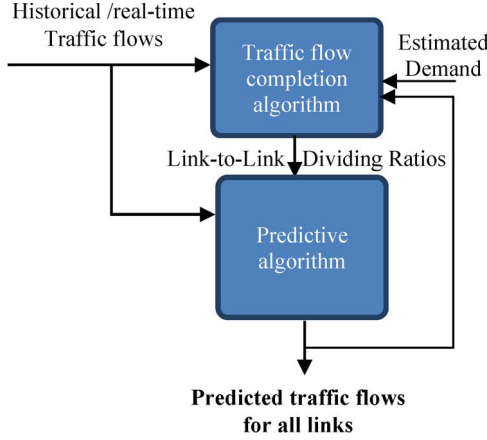 Historical /real-time
Traffic flows
Traffic flow
completion
algorithm
Estimated
Demand
Link-to-Link Dividing Ratios
Predictive
algorithm
Predicted traffic flows
for all links